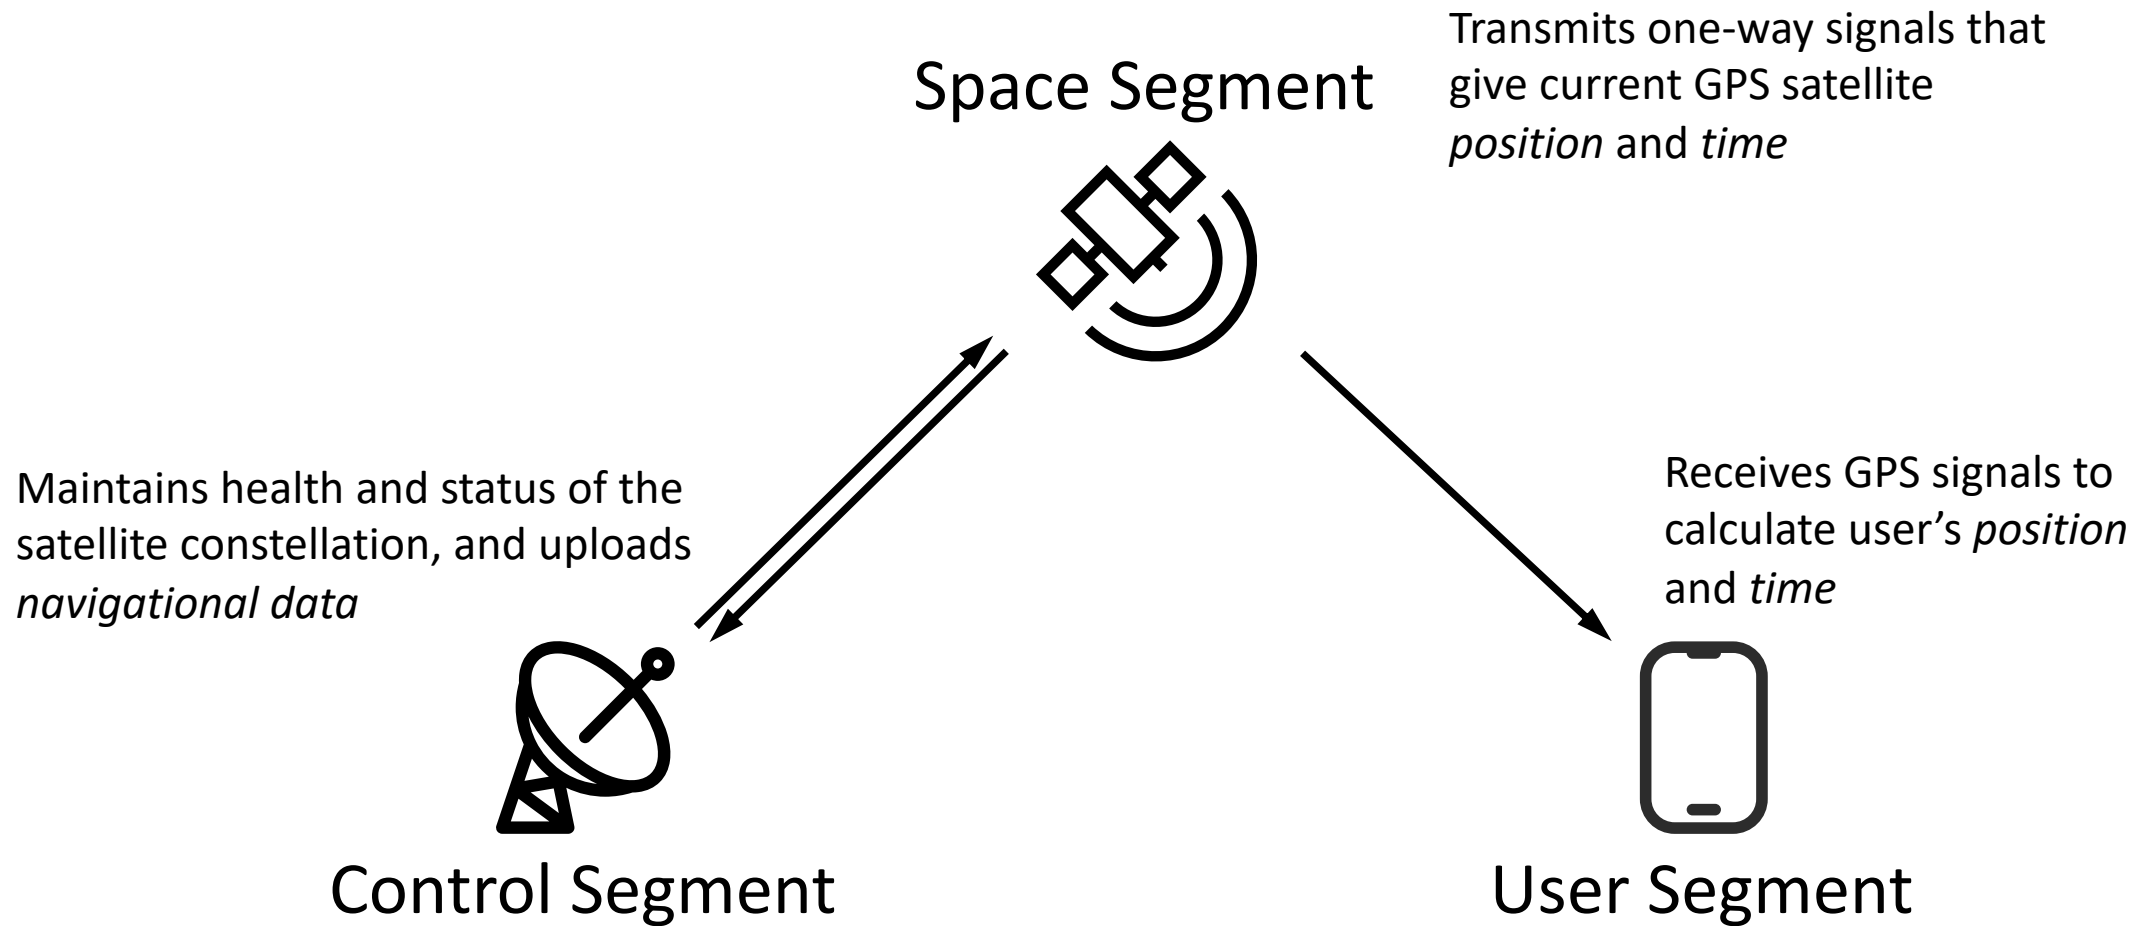 Space Segment
Transmits one-way signals that
give current GPS satellite
position and time
Maintains health and status of the
satellite constellation, and uploads
navigational data
Receives GPS signals to
calculate user’s position
and time
Control Segment
User Segment